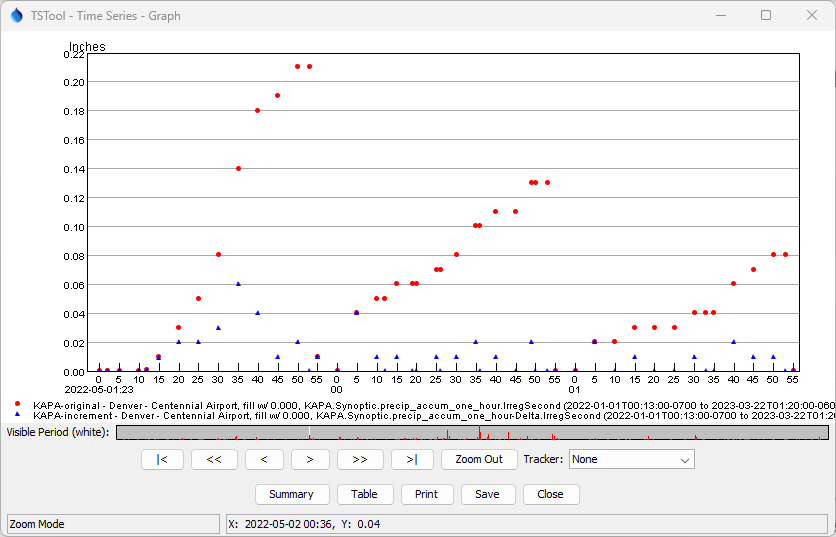 TSTool - Time Series - Graph
Inches
0.22
0.20
0.18
0.16
0.14
0.12
0.10
0.08
0.06
0.04
0.02
0.00
0 5 10 15 20 25 30 35 40 45 50 55 0 5 10 15 20 25 30 35 40 45 50 55 0 5 10 15 20 25 30 35 40 45 50 55
2022-05-01:23 00 01
KAPA-original - Denver - Centennial Airport, fill w/ 0.000, KAPA.Synoptic.precip_accum_one_hour.IrregSecond (2022-01-01T00:13:00-0700 to 2023-03-22T01:20:00-060
KAPA-increment - Denver - Centennial Airport, fill w/ 0.000, KAPA.Synoptic.precip_accum_one_hour-Delta.IrregSecond (2022-01-01T00:13:00-0700 to 2023-03-22T01:20
Visible Period (white):
|< << < > >> >| Zoom Out Tracker: None
Summary Table Print Save Close
Zoom Mode X: 2022-05-02 00:36, Y: 0.04